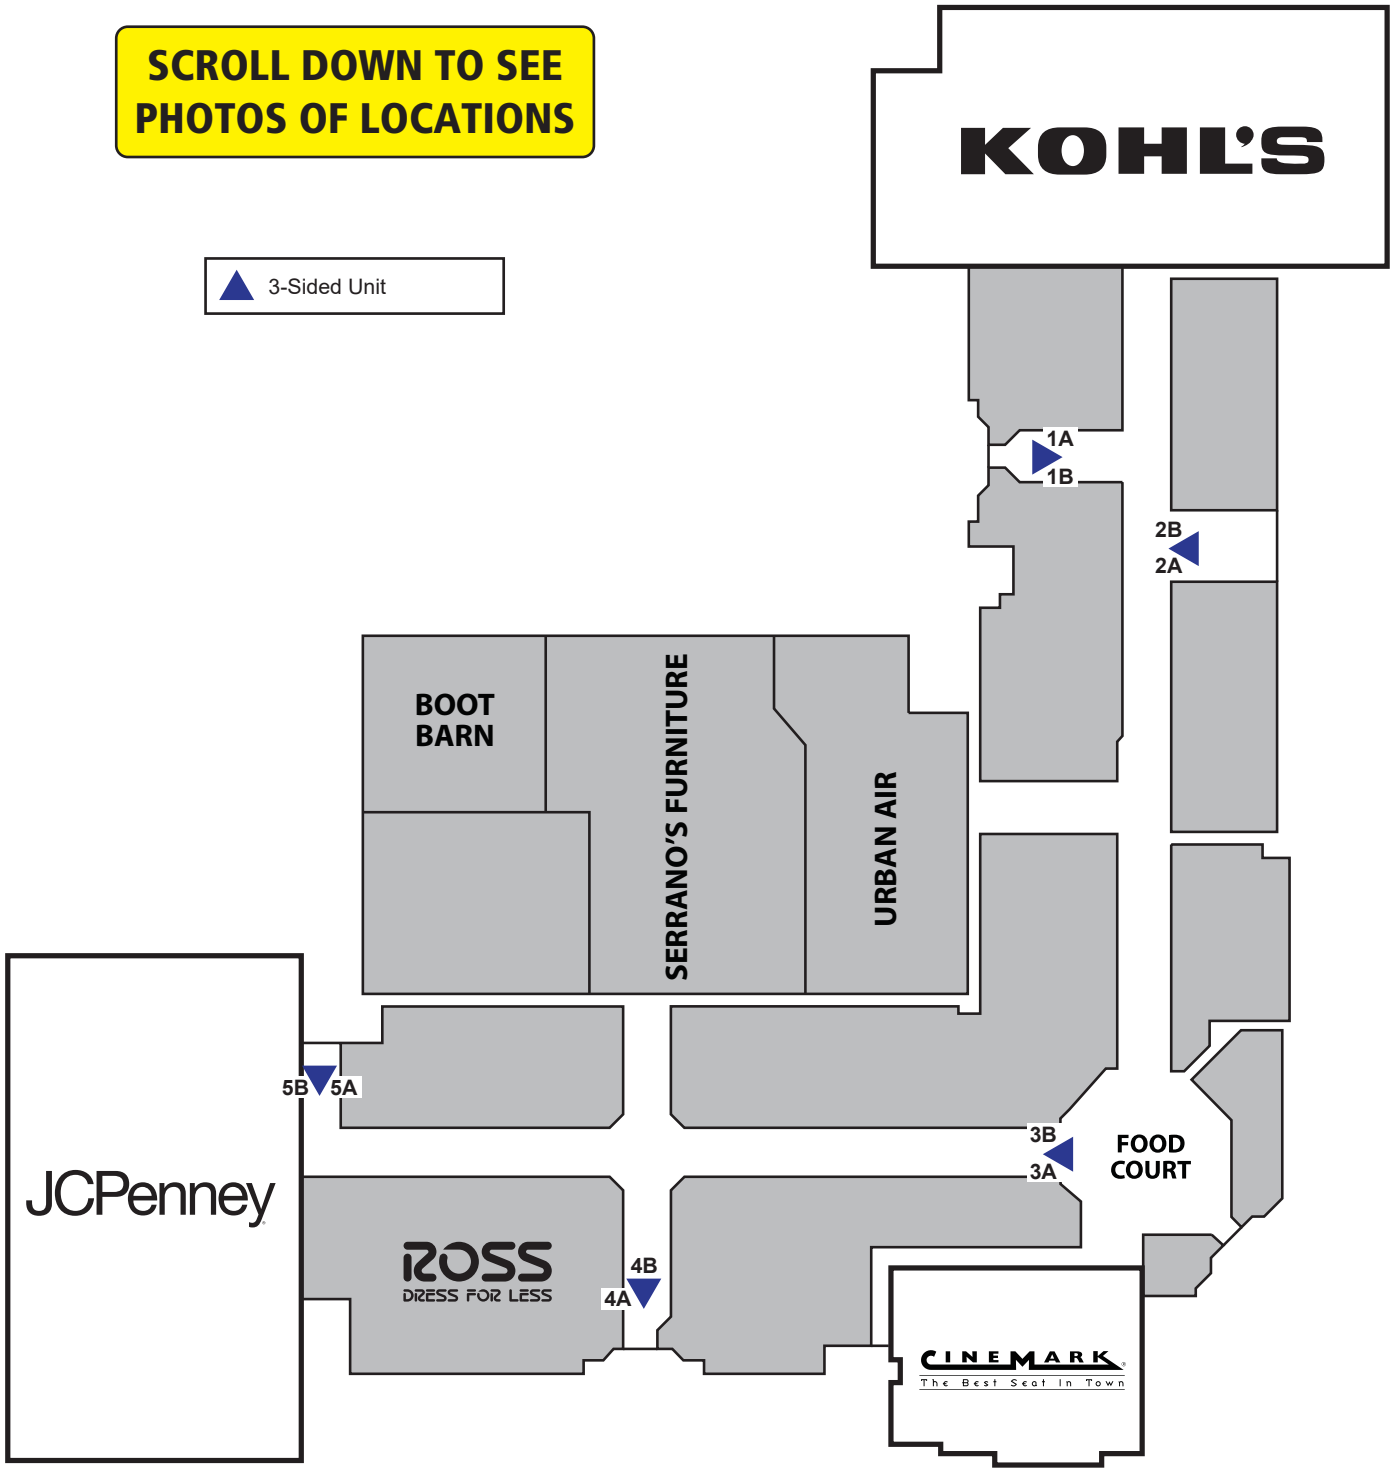 SCROLL DOWN TO SEE
PHOTOS OF LOCATIONS
KOHL'S
3-Sided Unit
1A
1B
2B
2A
BOOT
BARN
SERRANO'S FURNITURE
URBAN AIR
5B
5A
3B
3A
FOOD
COURT
JCPenney
ROSS
DRESS FOR LESS
4B
4A
CINEMARK
The Best Seat In Town